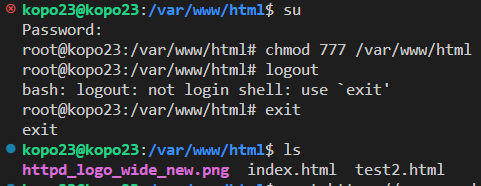 kopo23@kopo23:/var/www/html$ su
Password:
root@kopo23:/var/www/html# chmod 777 /var/www/html
root@kopo23:/var/www/html# logout
bash: logout: not login shell: use `exit'
root@kopo23:/var/www/html# exit
exit
kopo23@kopo23:/var/www/html$ ls
httpd_logo_wide_new.png  index.html  test2.html